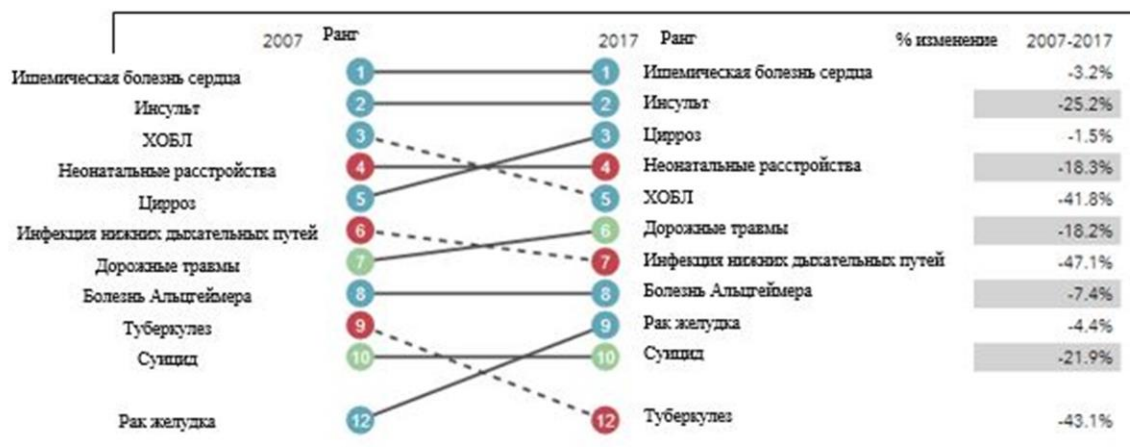 2007 Ранг 2017 Ранг % изменение 2007-2017
Ишемическая болезнь сердца 1 1 Ишемическая болезнь сердца -3.2%
Инсульт 2 2 Инсульт -25.2%
ХОБЛ 3 3 Цирроз -1.5%
Неонатальные расстройства 4 4 Неонатальные расстройства -18.3%
Цирроз 5 5 ХОБЛ -41.8%
Инфекция нижних дыхательных путей 6 6 Дорожные травмы -18.2%
Дорожные травмы 7 7 Инфекция нижних дыхательных путей -47.1%
Болезнь Альцгеймера 8 8 Болезнь Альцгеймера -7.4%
Туберкулез 9 9 Рак желудка -4.4%
Суицид 10 10 Суицид -21.9%
Рак желудка 12 12 Туберкулез -43.1%